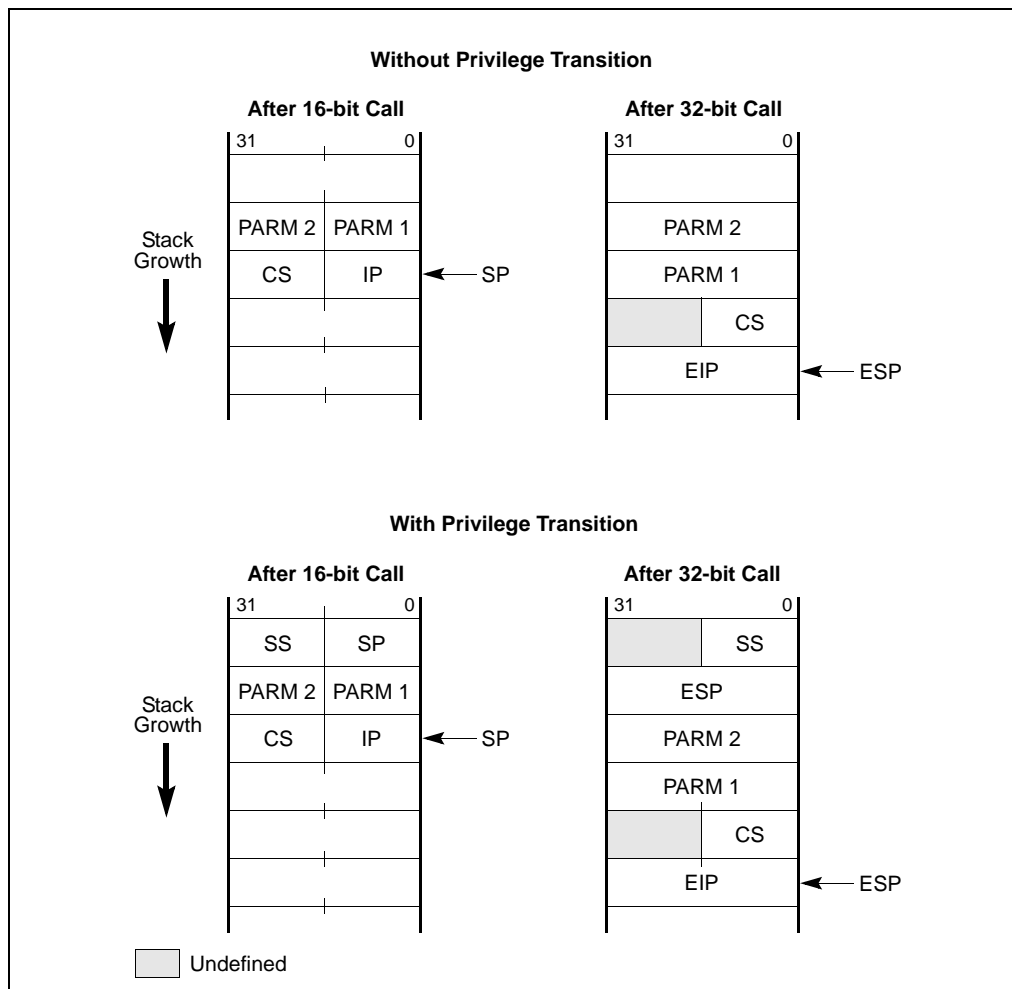 Without Privilege Transition
After 16-bit Call
After 32-bit Call
31 0
31 0
PARM 2 PARM 1
PARM 2
Stack
Growth
CS IP
SP
PARM 1
CS
EIP
ESP
With Privilege Transition
After 16-bit Call
After 32-bit Call
31 0
31 0
SS SP
SS
PARM 2 PARM 1
ESP
Stack
Growth
CS IP
SP
PARM 2
PARM 1
CS
EIP
ESP
Undefined